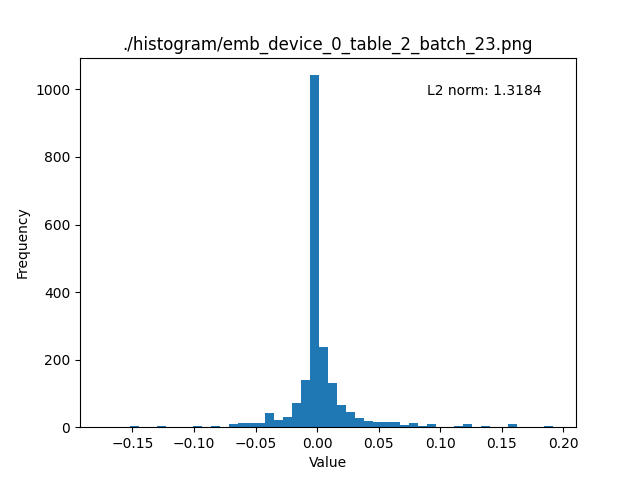 ./histogram/emb_device_0_table_2_batch_23.png
L2 norm: 1.3184
Frequency
1000
800
600
400
200
0
−0.15 −0.10 −0.05 0.00 0.05 0.10 0.15 0.20
Value